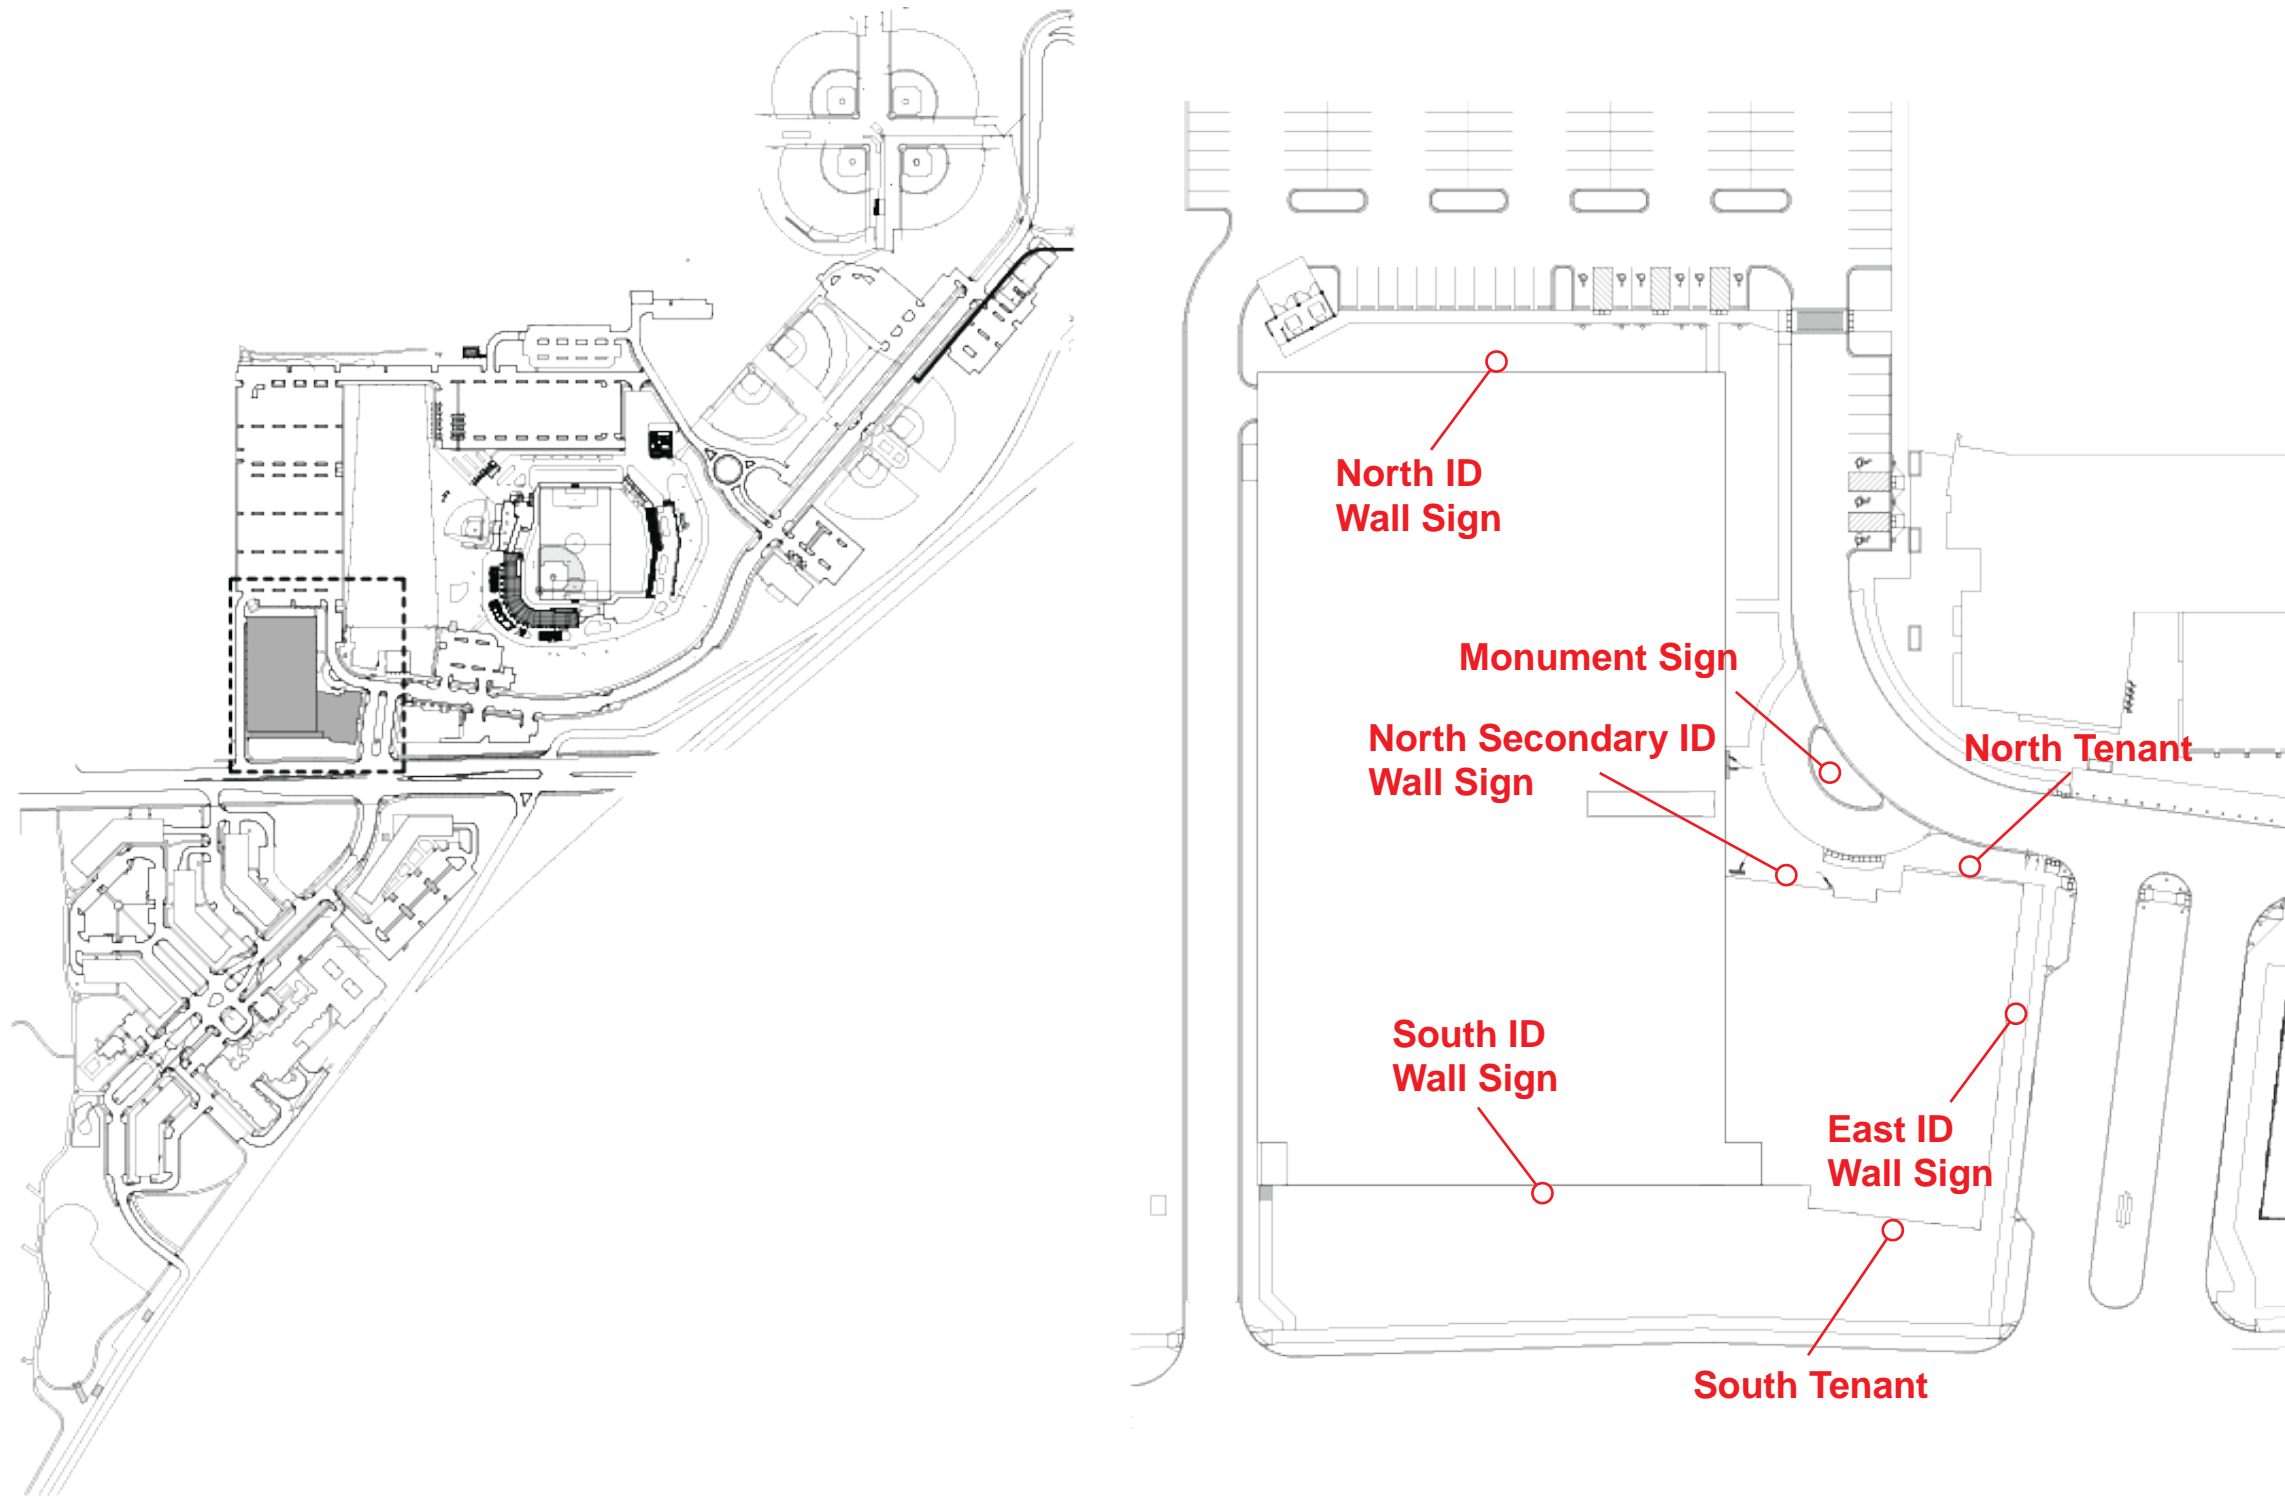 North ID
Wall Sign
Monument Sign
North Secondary ID
Wall Sign
North Tenant
South ID
Wall Sign
East ID
Wall Sign
South Tenant